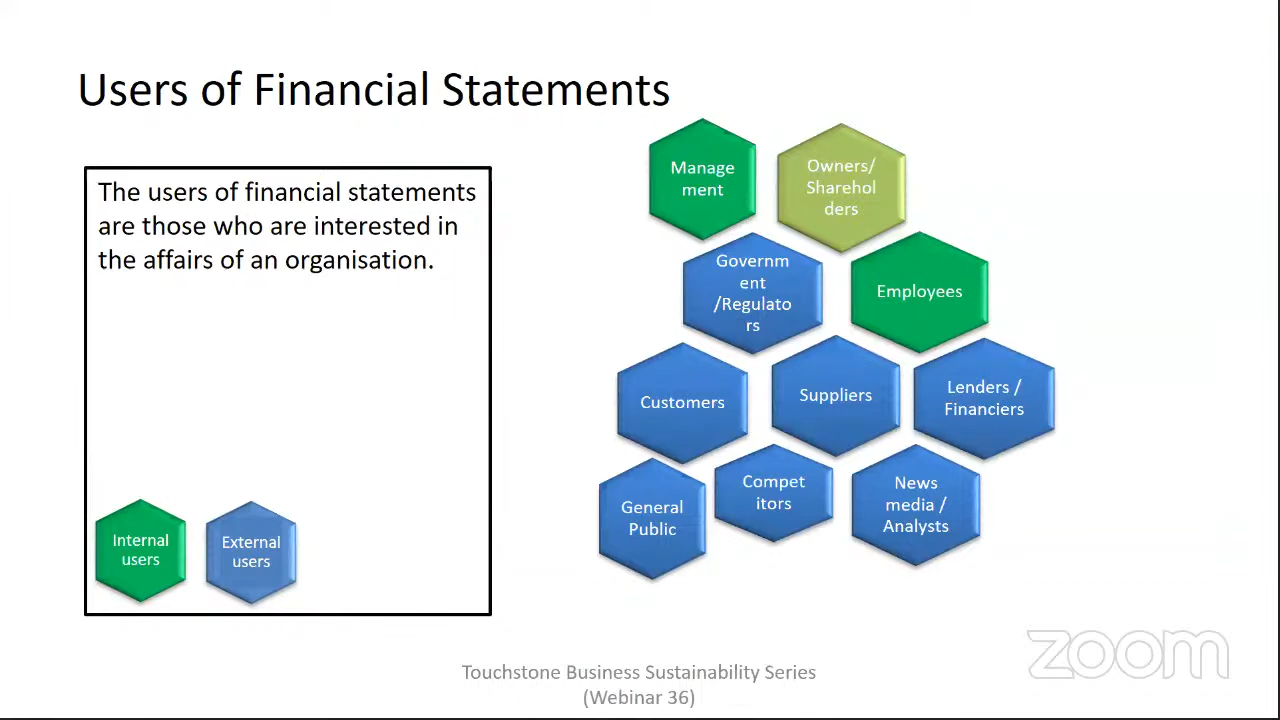 Users of Financial Statements
The users of financial statements
are those who are interested in
the affairs of an organisation.
Internal
users
External
users
Manage
ment
Owners/
Sharehol
ders
Governm
ent
/Regulato
rs
Employees
Customers
Suppliers
Lenders /
Financiers
General
Public
Compet
itors
News
media /
Analysts
Touchstone Business Sustainability Series
(Webinar 36)
zoom